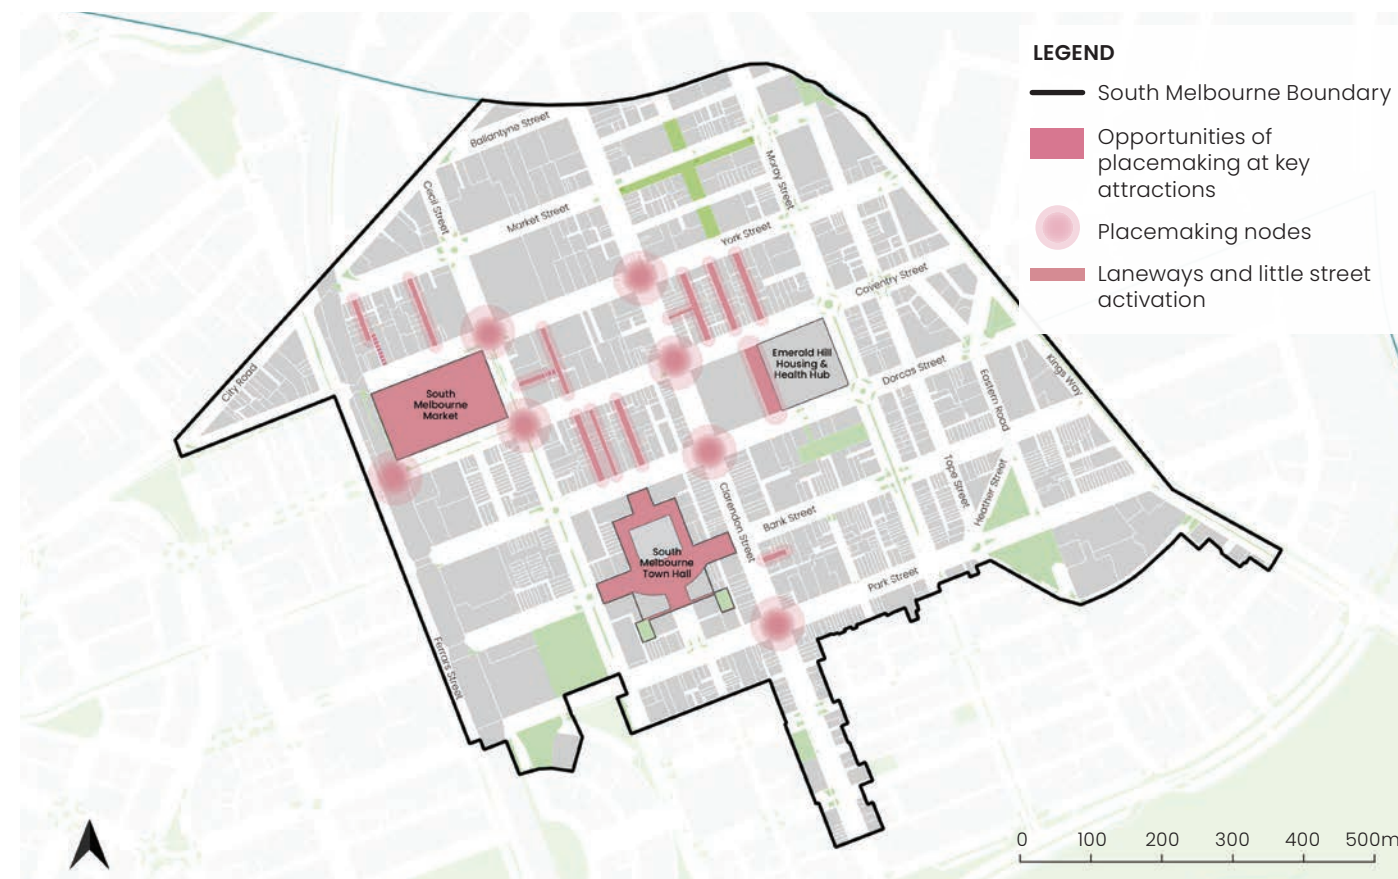 LEGEND
South Melbourne Boundary
Opportunities of
placemaking at key
attractions
Placemaking nodes
Laneways and little street
activation
Ballantyne Street
Cecil Street
Market Street
Moray Street
York Street
Coventry Street
Emerald Hill
Housing &
Health Hub
City Road
South
Melbourne
Market
Dorcas Street
Kings Way
Eastern Road
Tope Street
Heather Street
Clarendon Street
Bank Street
South
Melbourne
Town Hall
Park Street
Ferrars Street
0 100 200 300 400 500m